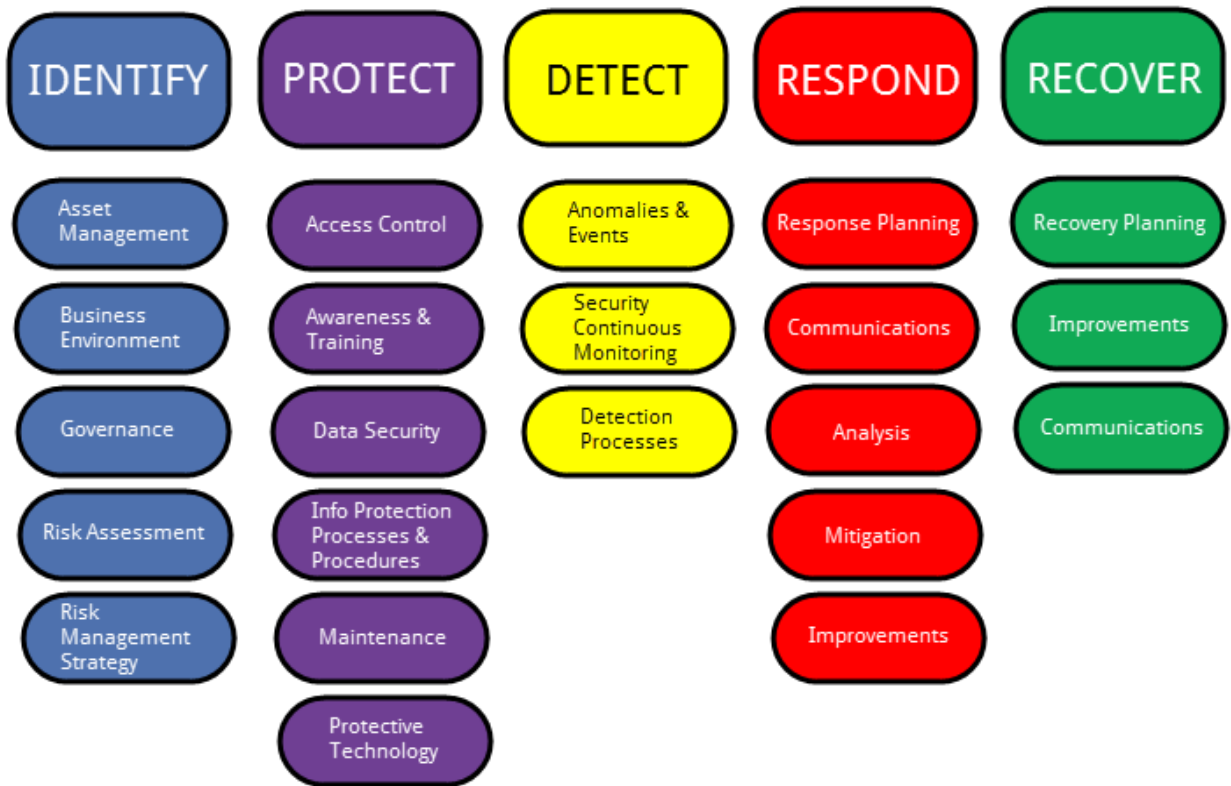 IDENTIFY
Asset
Management
Business
Environment
Governance
Risk Assessment
Risk
Management
Strategy
PROTECT
Access Control
Awareness &
Training
Data Security
Info Protection
Processes &
Procedures
Maintenance
Protective
Technology
DETECT
Anomalies &
Events
Security
Continuous
Monitoring
Detection
Processes
RESPOND
Response Planning
Communications
Analysis
Mitigation
Improvements
RECOVER
Recovery Planning
Improvements
Communications